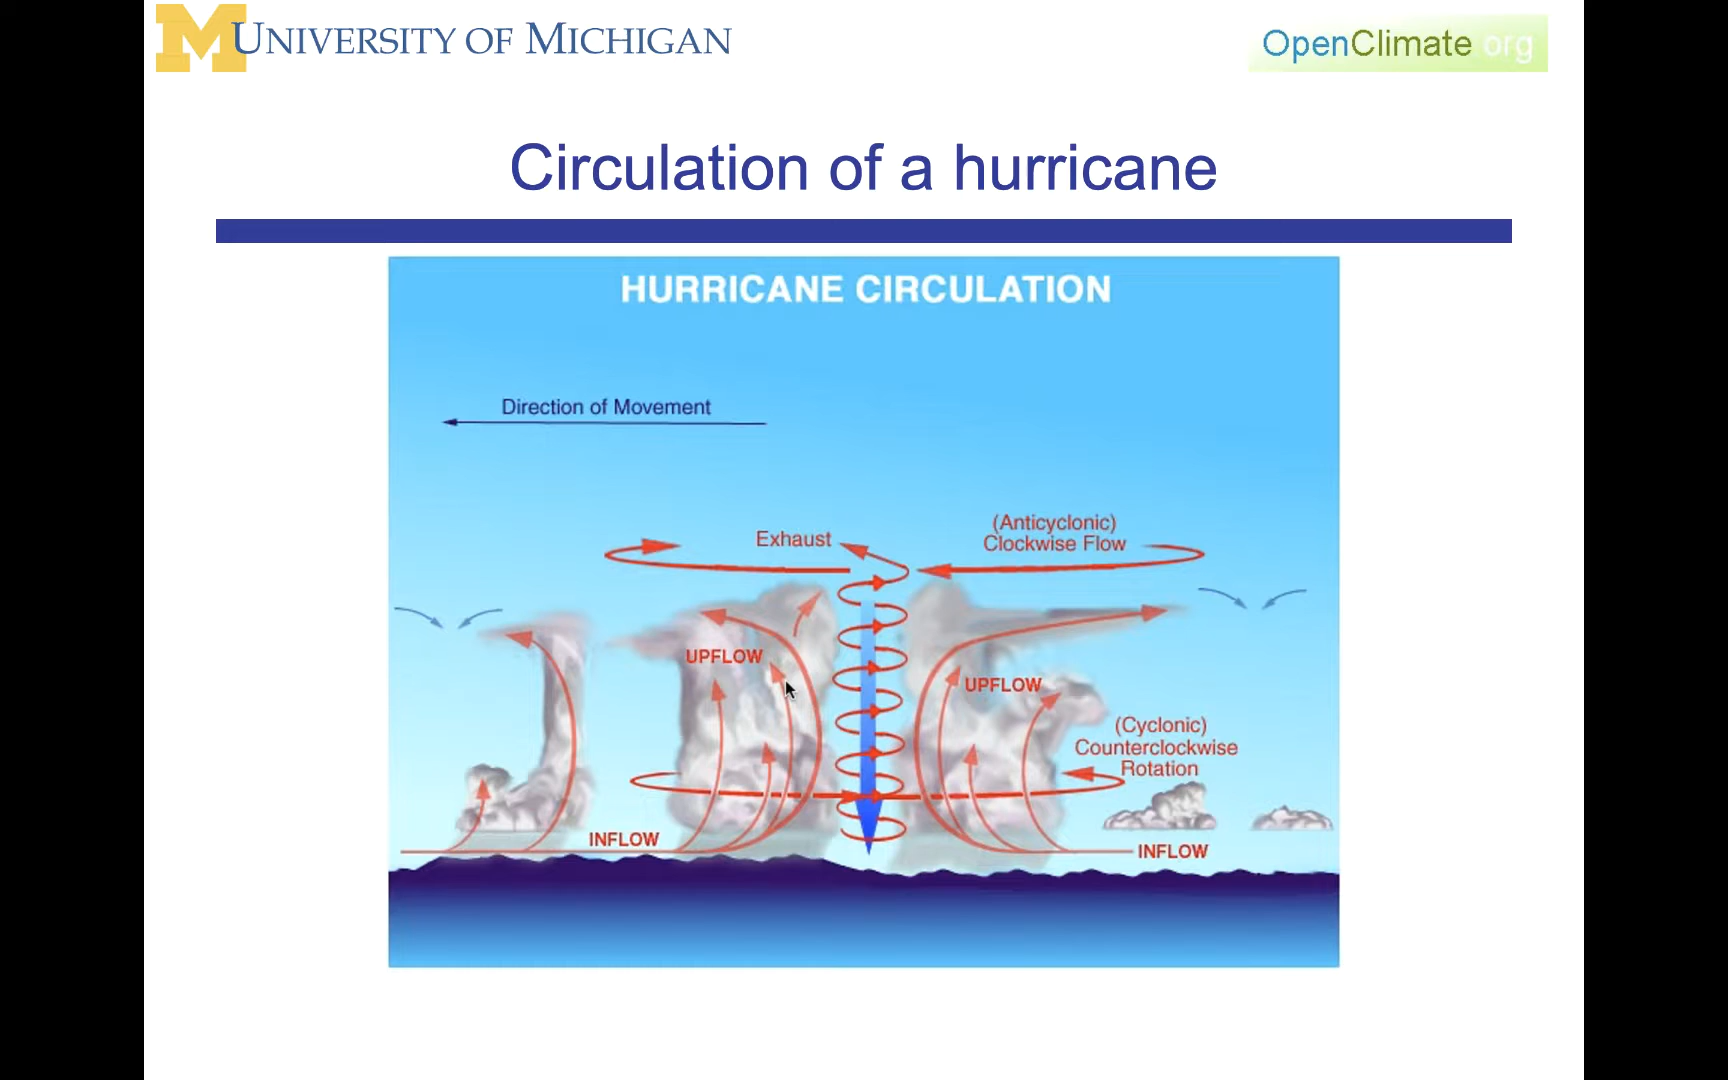 UNIVERSITY OF MICHIGAN
OpenClimate org
Circulation of a hurricane
HURRICANE CIRCULATION
Direction of Movement
Exhaust
(Anticyclonic)
Clockwise Flow
UPFLOW
UPFLOW
(Cyclonic)
Counterclockwise
Rotation
INFLOW
INFLOW